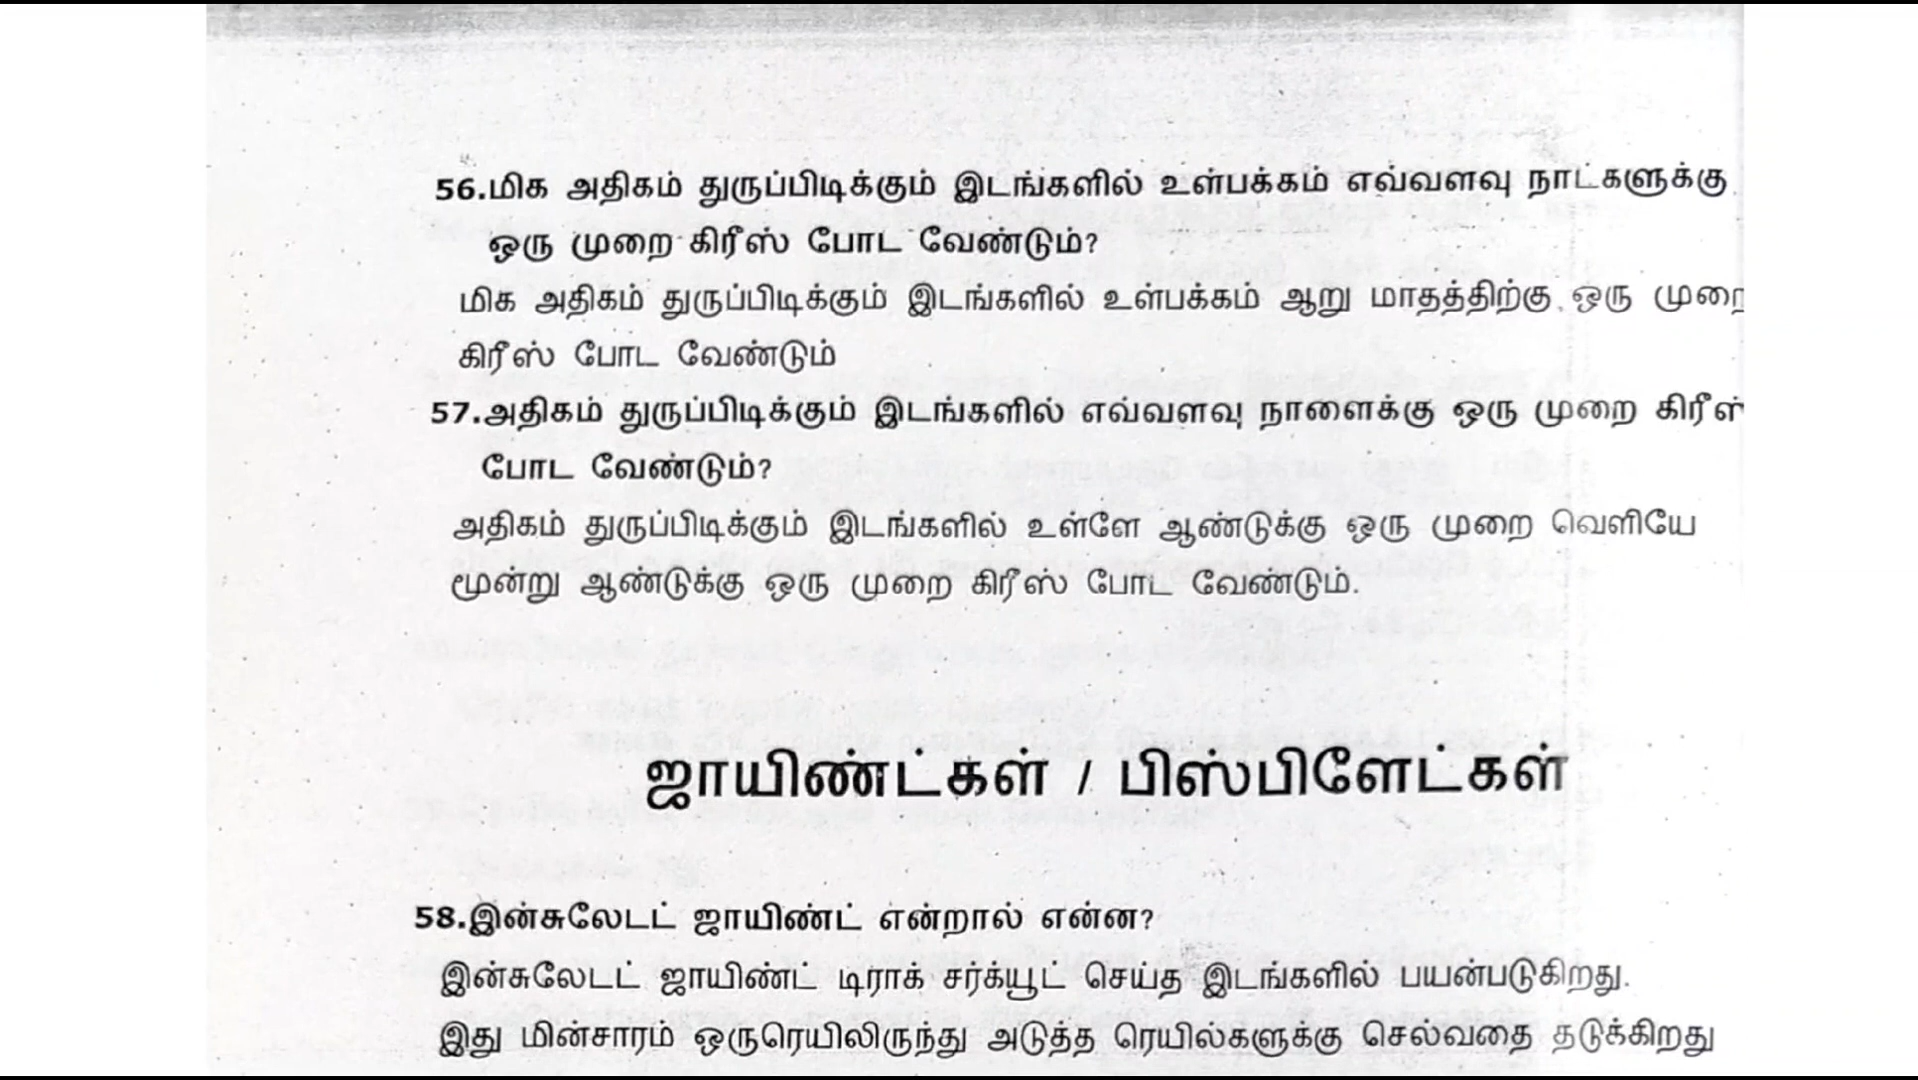 56.மிக அதிகம் துருப்பிடிக்கும் இடங்களில் உள்பக்கம் எவ்வளவு நாட்களுக்கு
ஒரு முறை கிரீஸ் போட வேண்டும்?
மிக அதிகம் துருப்பிடிக்கும் இடங்களில் உள்பக்கம் ஆறு மாதத்திற்கு ஒரு முறை
கிரீஸ் போட வேண்டும்
57.அதிகம் துருப்பிடிக்கும் இடங்களில் எவ்வளவு நாளைக்கு ஒரு முறை கிரீஸ்
போட வேண்டும்?
அதிகம் துருப்பிடிக்கும் இடங்களில் உள்ளே ஆண்டுக்கு ஒரு முறை வெளியே
மூன்று ஆண்டுக்கு ஒரு முறை கிரீஸ் போட வேண்டும்.
ஜாயிண்ட்கள் / பிஸ்பிளேட்கள்
58.இன்சுலேடட் ஜாயிண்ட் என்றால் என்ன?
இன்சுலேடட் ஜாயிண்ட் டிராக் சர்க்யூட் செய்த இடங்களில் பயன்படுகிறது.
இது மின்சாரம் ஒருரெயிலிருந்து அடுத்த ரெயில்களுக்கு செல்வதை தடுக்கிறது